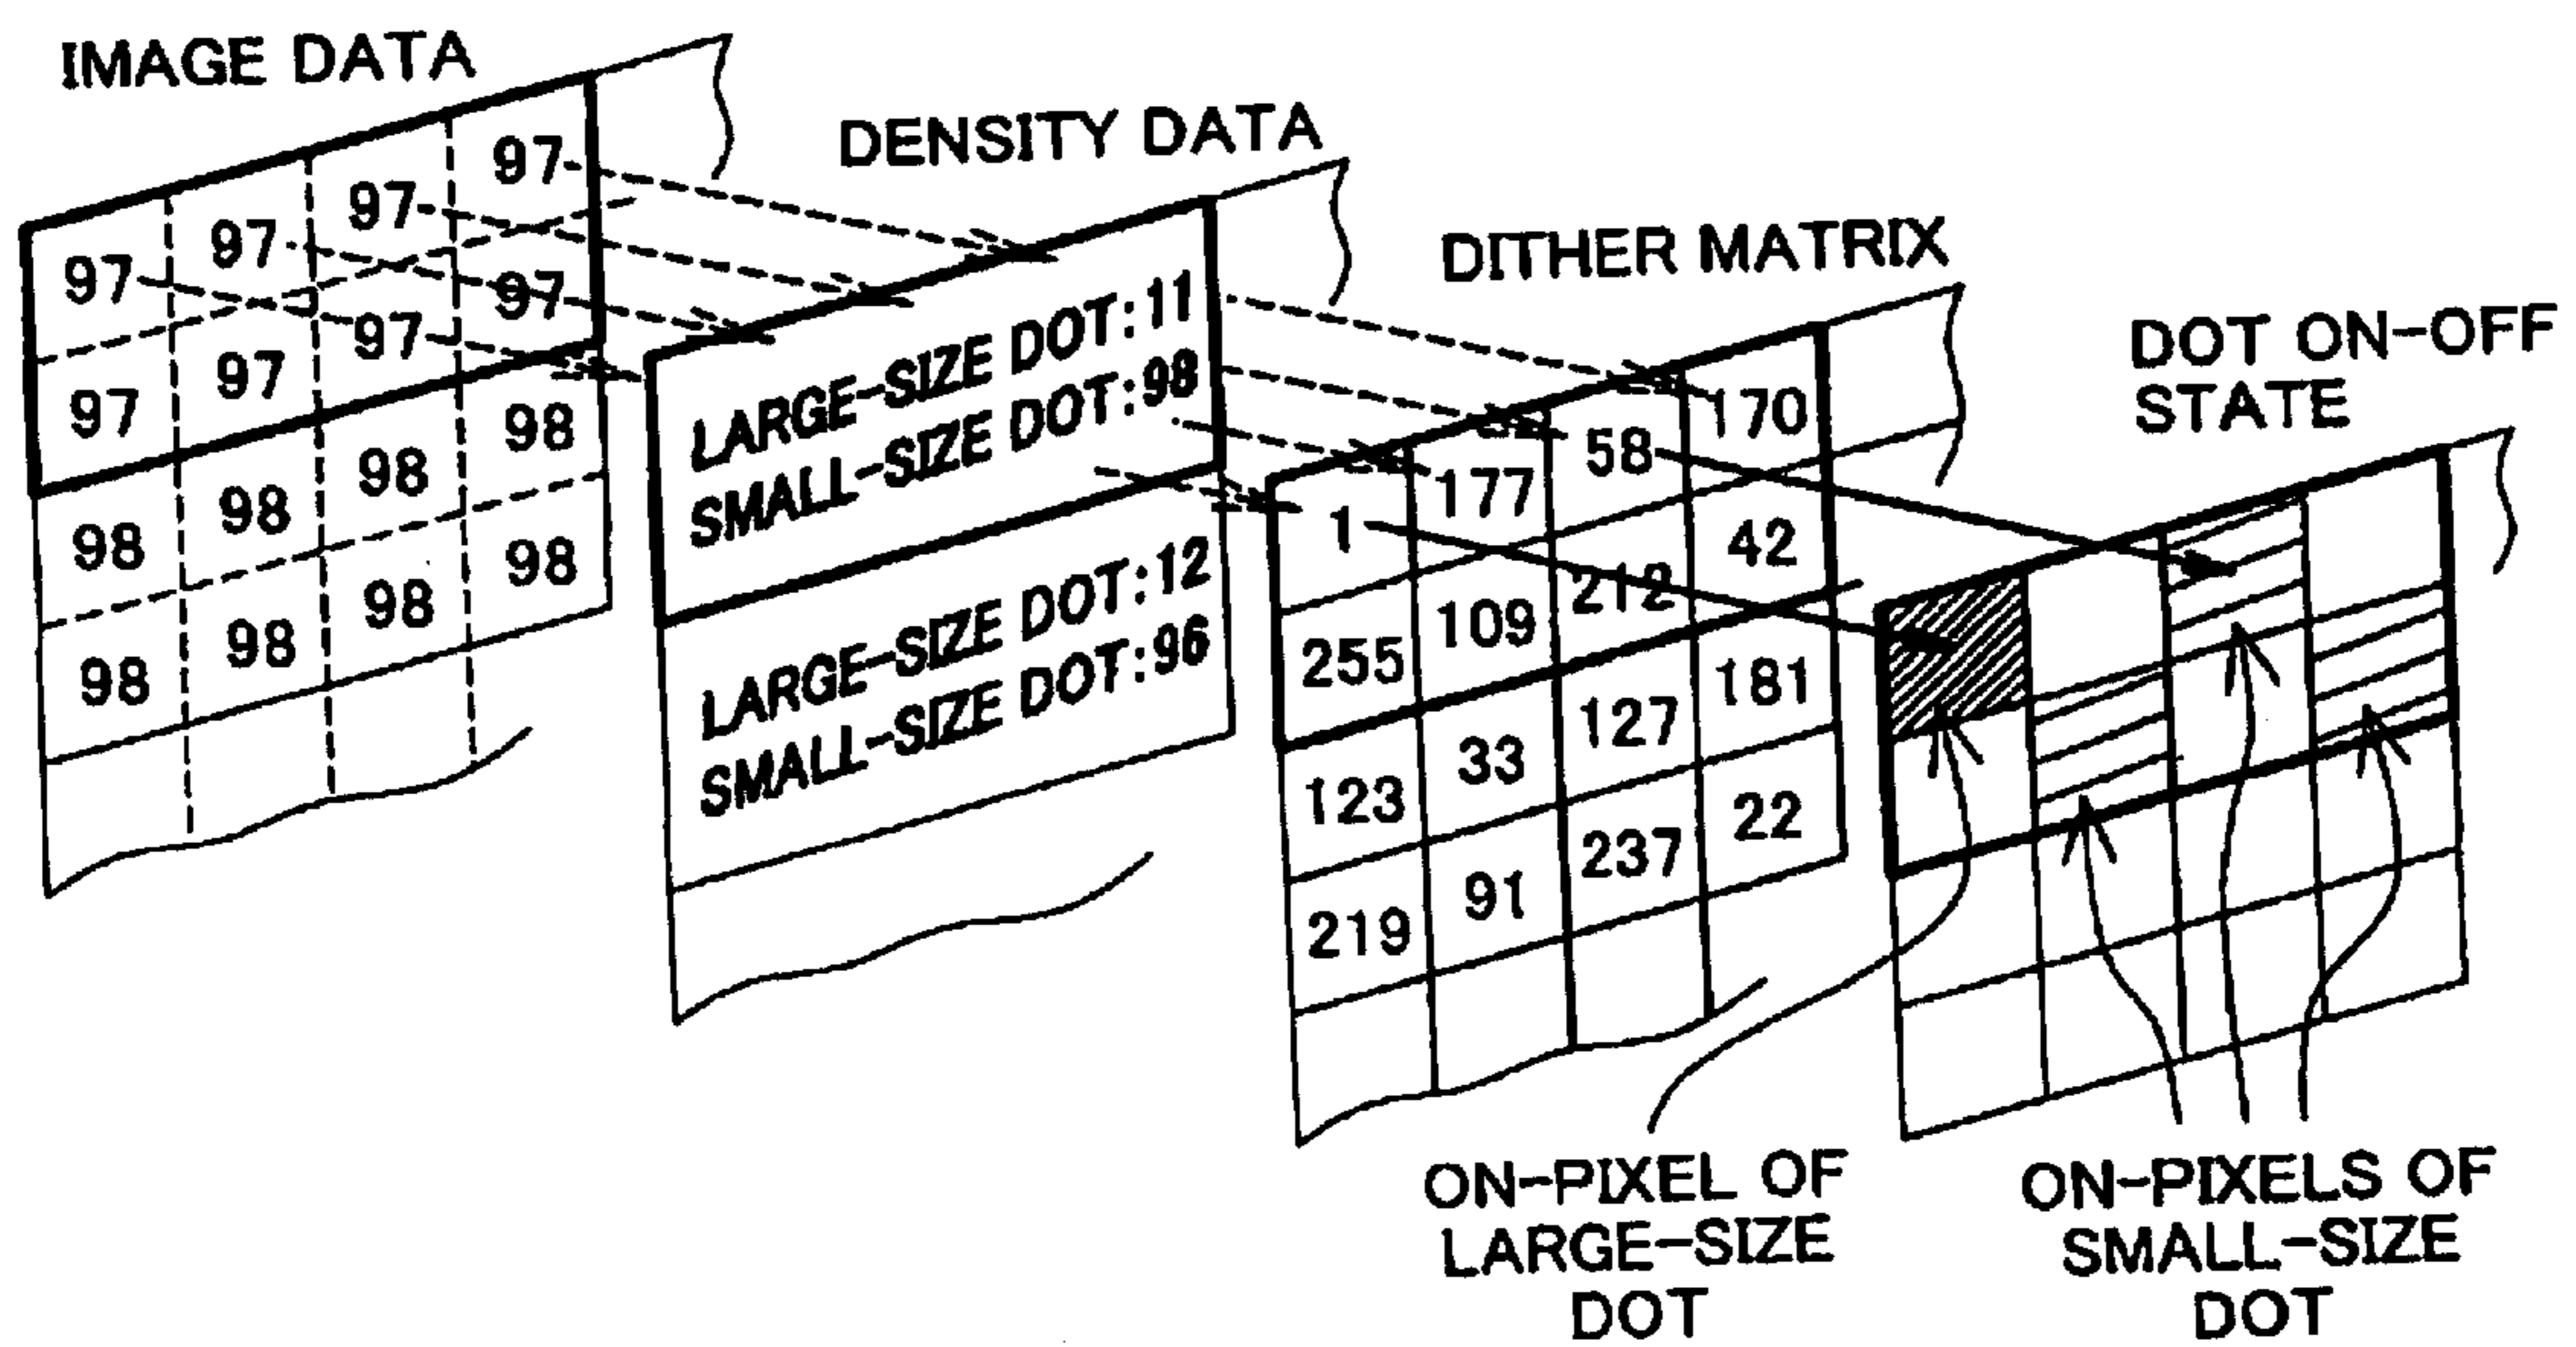 IMAGE DATA
97 97 97 97
97 97 97 97
98 98 98 98
98 98 98 98
DENSITY DATA
LARGE-SIZE DOT:11
SMALL-SIZE DOT:98
LARGE-SIZE DOT:12
SMALL-SIZE DOT:96
DITHER MATRIX
1 177 58 170
255 109 212 42
123 33 127 181
219 91 237 22
DOT ON-OFF
STATE
ON-PIXEL OF
LARGE-SIZE
DOT
ON-PIXELS OF
SMALL-SIZE
DOT